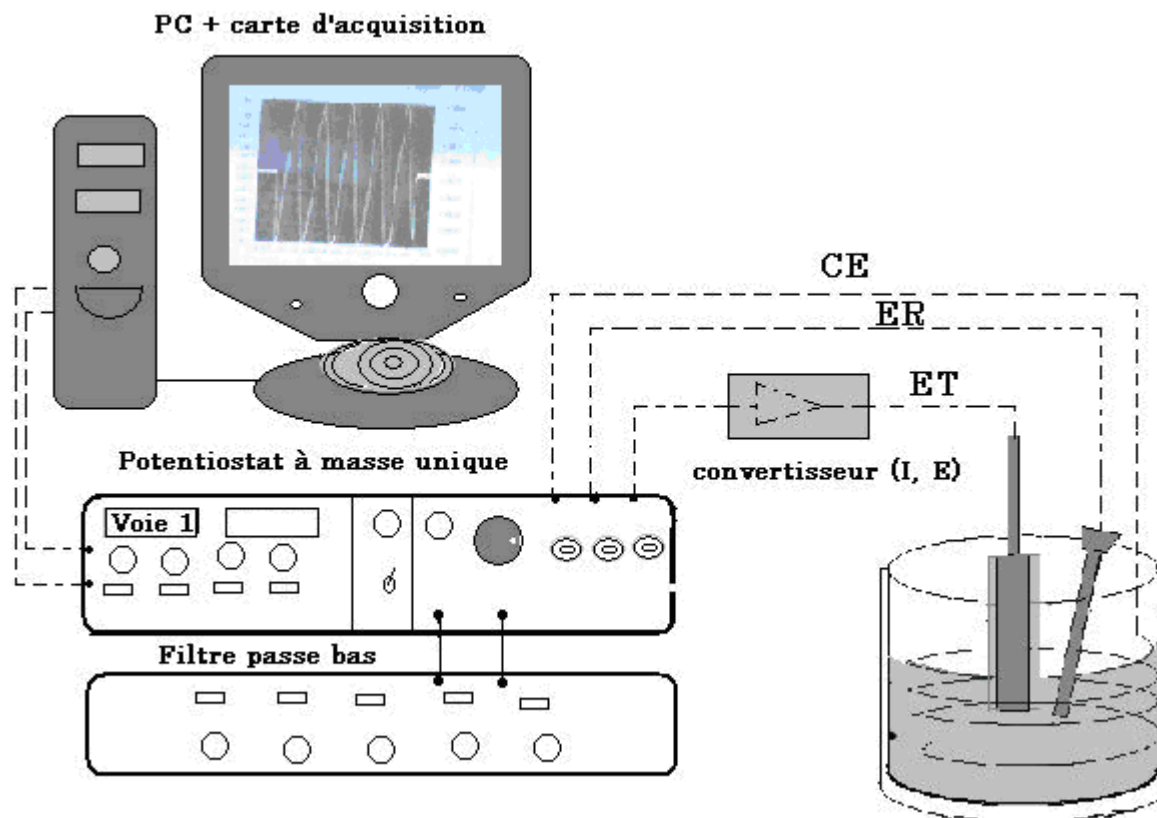 PC + carte d'acquisition
CE
ER
ET
Potentiostat à masse unique
convertisseur (I, E)
Voie 1
Filtre passe bas